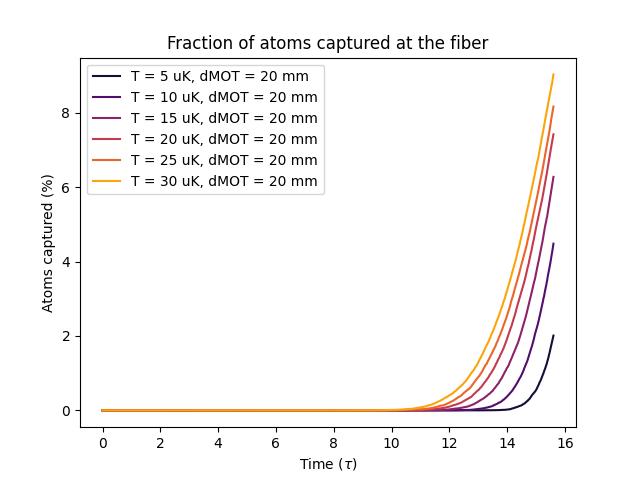 Fraction of atoms captured at the fiber
T = 5 uK, dMOT = 20 mm
T = 10 uK, dMOT = 20 mm
T = 15 uK, dMOT = 20 mm
T = 20 uK, dMOT = 20 mm
T = 25 uK, dMOT = 20 mm
T = 30 uK, dMOT = 20 mm
Atoms captured (%)
8
6
4
2
0
0 2 4 6 8 10 12 14 16
Time (τ)